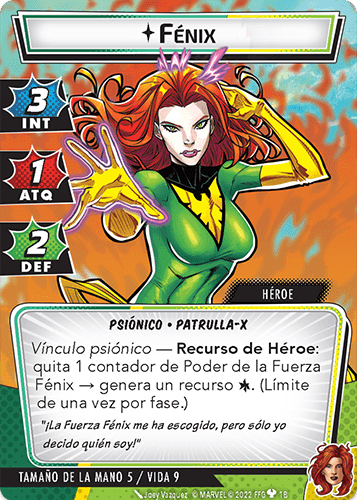 FÉNIX
3
INT
1
ATQ
2
DEF
HÉROE
PSIÓNICO • PATRULLA-X
Vínculo psiónico — Recurso de Héroe:
quita 1 contador de Poder de la Fuerza
Fénix → genera un recurso. (Límite
de una vez por fase.)
"¡La Fuerza Fénix me ha escogido, pero sólo yo
decido quién soy!"
TAMAÑO DE LA MANO 5 / VIDA 9
Joey Vazquez © MARVEL © 2022 FFG 1B